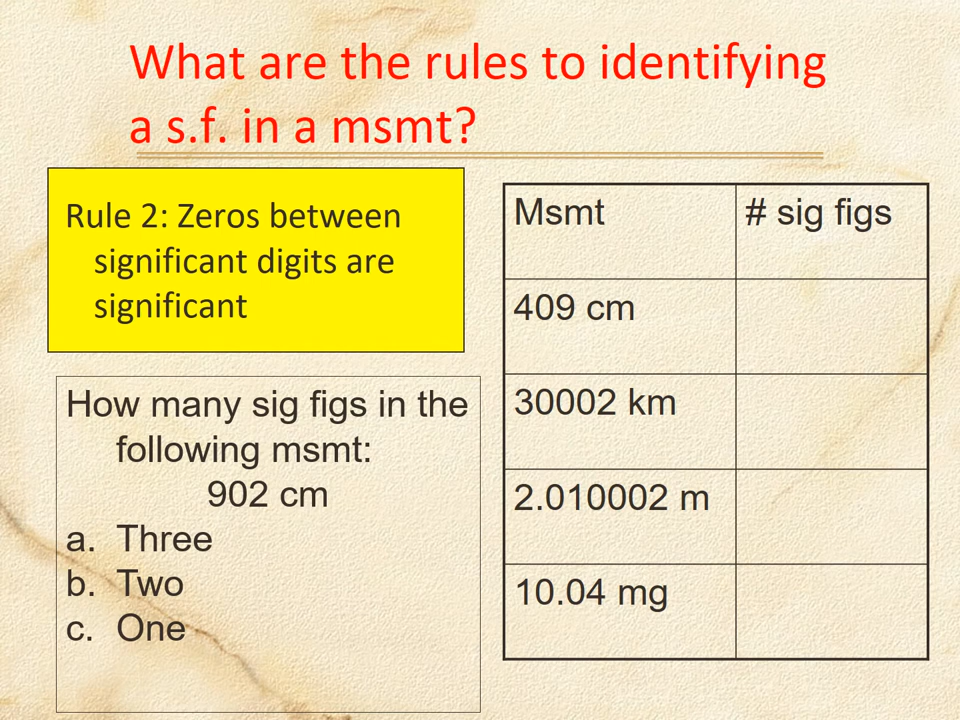 What are the rules to identifying
a s.f. in a msmt?
Rule 2: Zeros between
significant digits are
significant
How many sig figs in the
following msmt:
902 cm
a. Three
b. Two
c. One
Msmt # sig figs
409 cm
30002 km
2.010002 m
10.04 mg